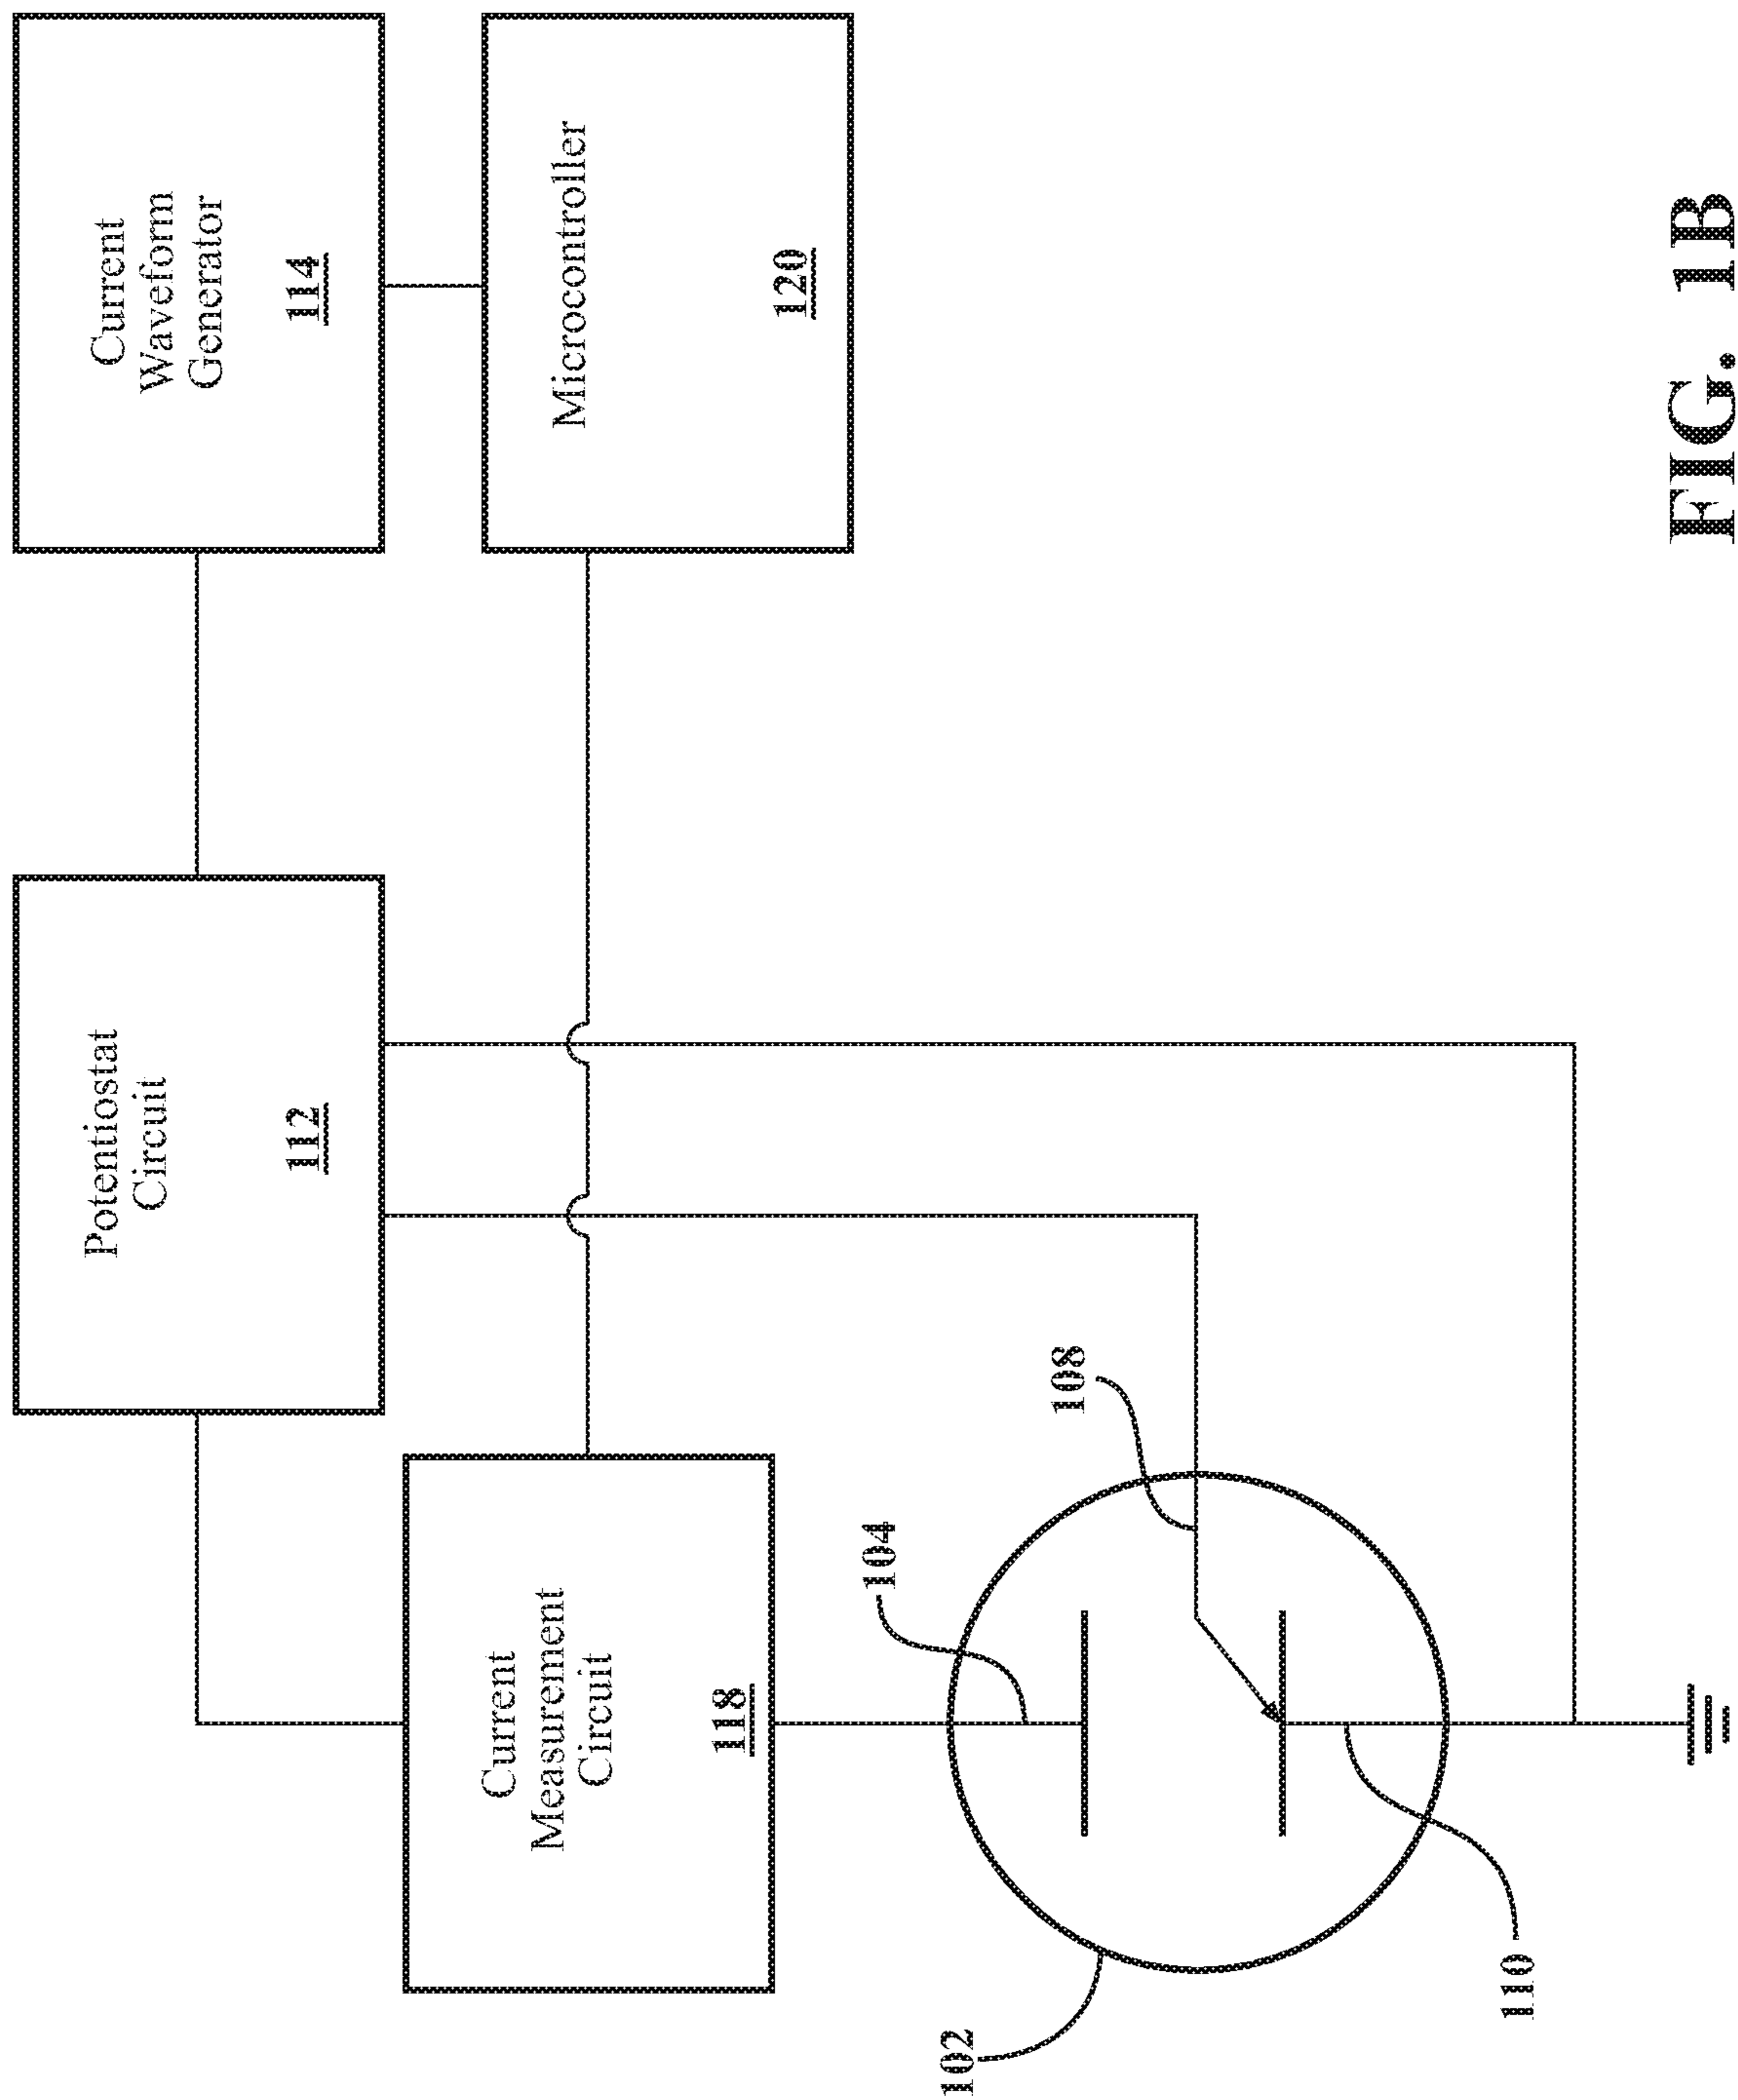 Potentiostat
Circuit
112
Current
Waveform
Generator
114
Current
Measurement
Circuit
118
Microcontroller
120
104
102
108
110
FIG. 1B